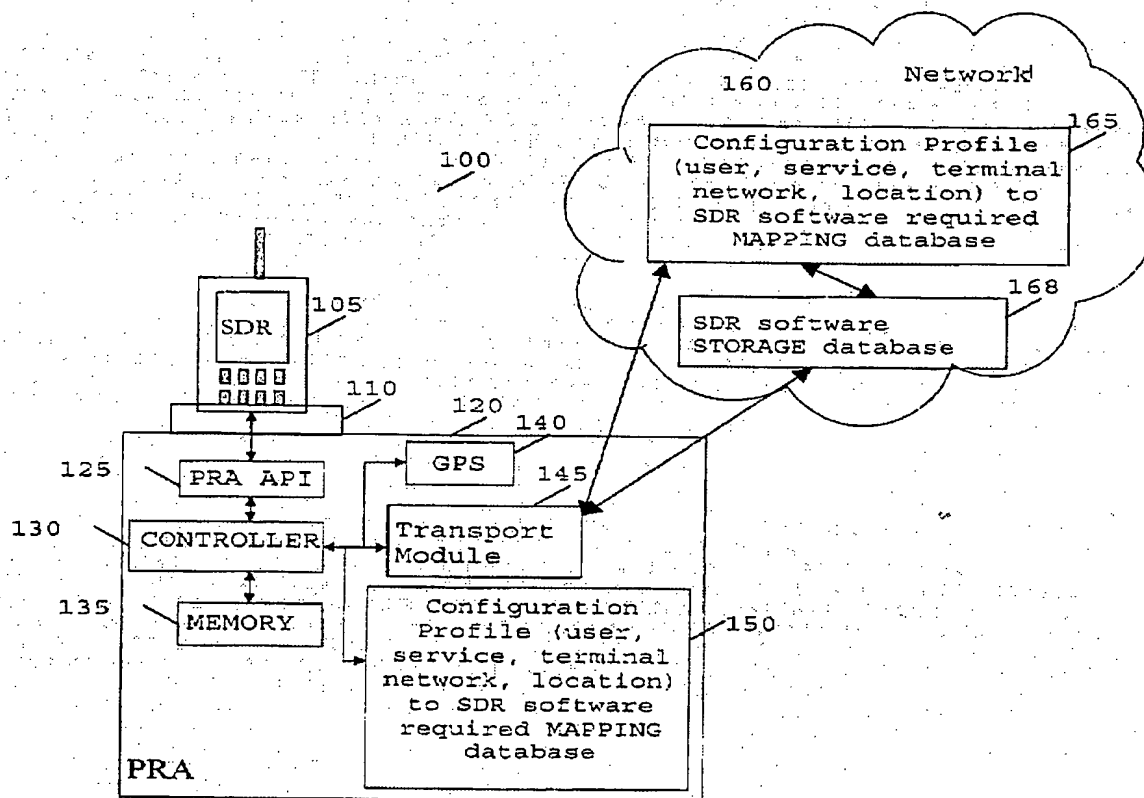 160
Network
165
Configuration Profile
(user, service, terminal
network, location) to
SDR software required
MAPPING database
100
168
SDR software
STORAGE database
105
SDR
110
120
140
GPS
125
PRA API
145
130
CONTROLLER
Transport
Module
135
MEMORY
Configuration
Profile (user,
service, terminal
network, location)
to SDR software
required MAPPING
database
150
PRA